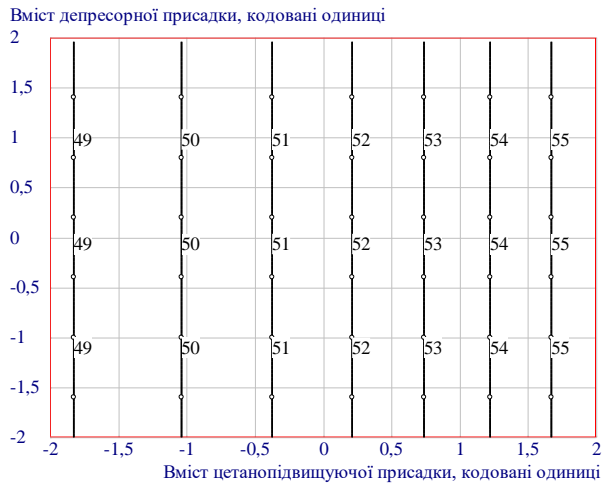 Вміст депресорної присадки, кодовані одиниці
2
1,5
1
49 50 51 52 53 54 55
0,5
0
49 50 51 52 53 54 55
-0,5
-1
49 50 51 52 53 54 55
-1,5
-2
-2 -1,5 -1 -0,5 0 0,5 1 1,5 2
Вміст цетанопідвищуючої присадки, кодовані одиниці